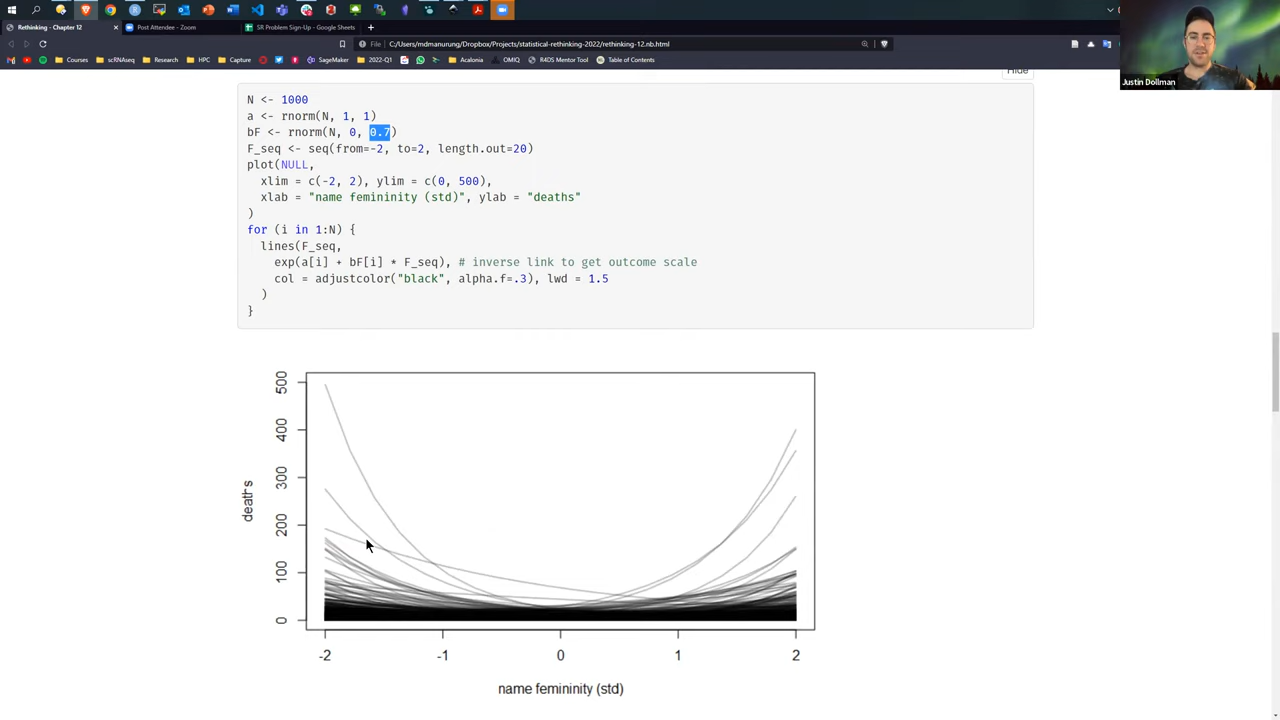 Rethinking - Chapter 12
Post Attendee - Zoom
SR Problem Sign-Up - Google Sheets
File
C:/Users/mdmanurung/Dropbox/Projects/statistical-rethinking-2022/rethinking-12.nb.html
Courses
scRNAseq
Research
HPC
Capture
SageMaker
2022-Q1
Acalonia
OMIQ
R4DS Mentor Tool
Table of Contents
Justin Dollman
Hide
N <- 1000
a <- rnorm(N, 1, 1)
bF <- rnorm(N, 0, 0.7)
F_seq <- seq(from=-2, to=2, length.out=20)
plot(NULL,
xlim = c(-2, 2), ylim = c(0, 500),
xlab = "name femininity (std)", ylab = "deaths"
)
for (i in 1:N) {
lines(F_seq,
exp(a[i] + bF[i] * F_seq), # inverse link to get outcome scale
col = adjustcolor("black", alpha.f=.3), lwd = 1.5
)
}
500
400
300
200
100
0
deaths
-2 -1 0 1 2
name femininity (std)